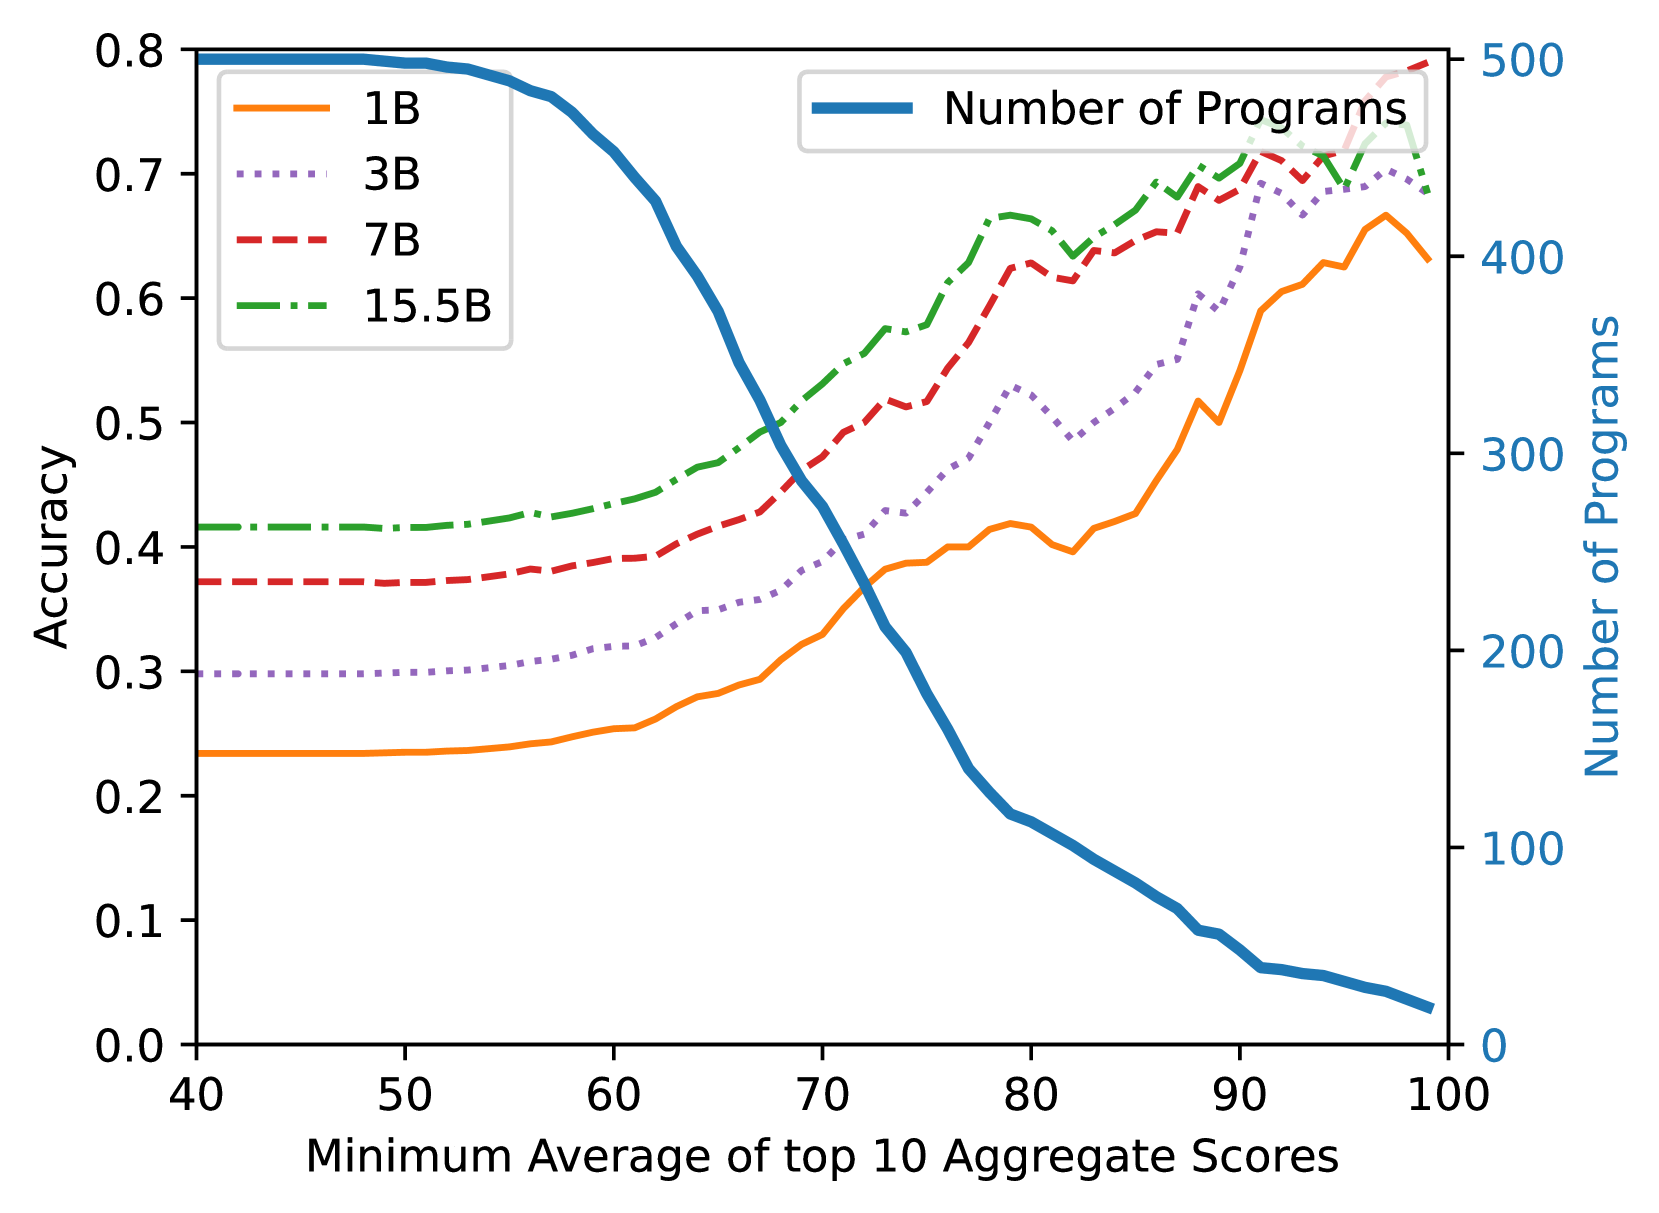 0.8
0.7
0.6
0.5
0.4
0.3
0.2
0.1
0.0
Accuracy
1B
3B
7B
15.5B
Number of Programs
500
400
300
200
100
0
Number of Programs
40 50 60 70 80 90 100
Minimum Average of top 10 Aggregate Scores